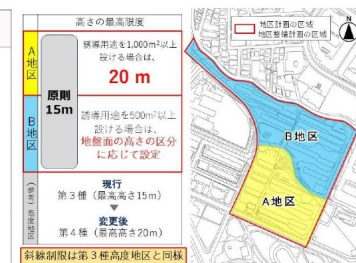 高さの最高限度
A地区
原則
15m
誘導用途を1,000㎡以上
設ける場合は、
20 m
B地区
誘導用途を500㎡以上
設ける場合は、
地盤面の高さの区分
に応じて設定
(参考)高度地区
現行
第3種(最高高さ15m)
変更後
第4種(最高高さ20m)
斜線制限は第3種高度地区と同様
地区計画の区域
地区整備計画の区域
B地区
A地区